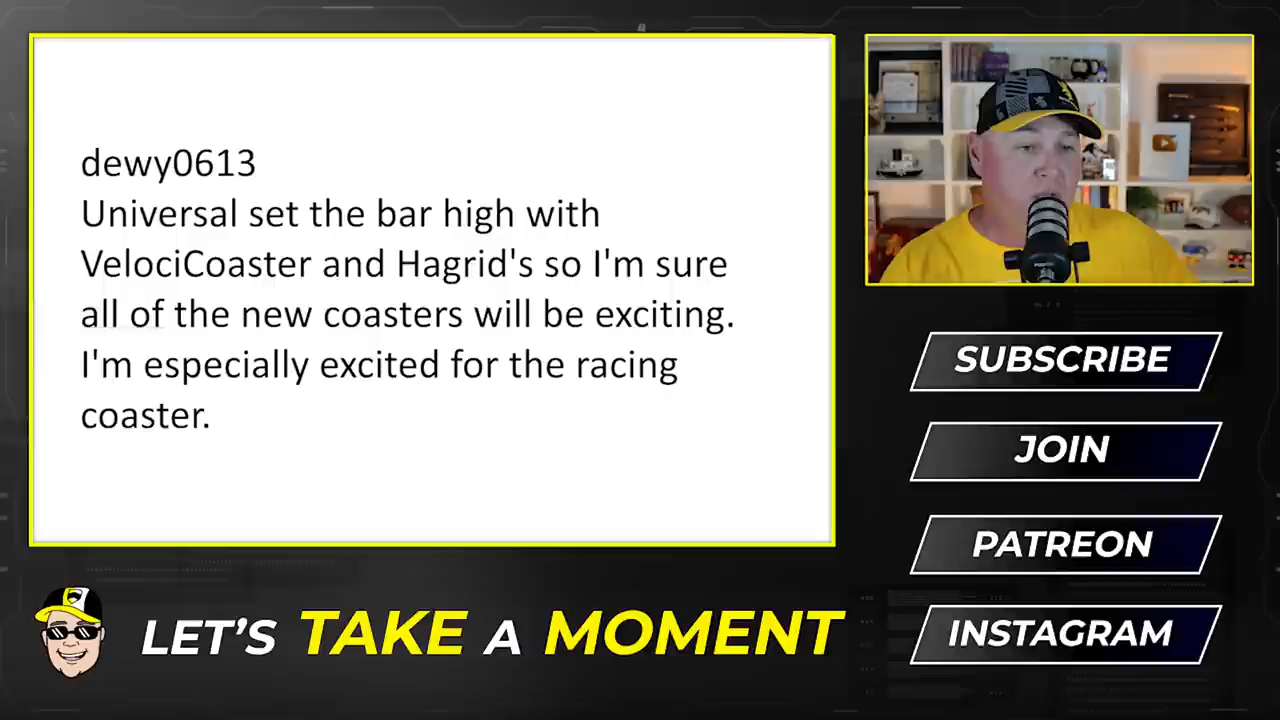 dewy0613
Universal set the bar high with
VelociCoaster and Hagrid's so I'm sure
all of the new coasters will be exciting.
I'm especially excited for the racing
coaster.
SUBSCRIBE
JOIN
PATREON
INSTAGRAM
LET'S TAKE A MOMENT